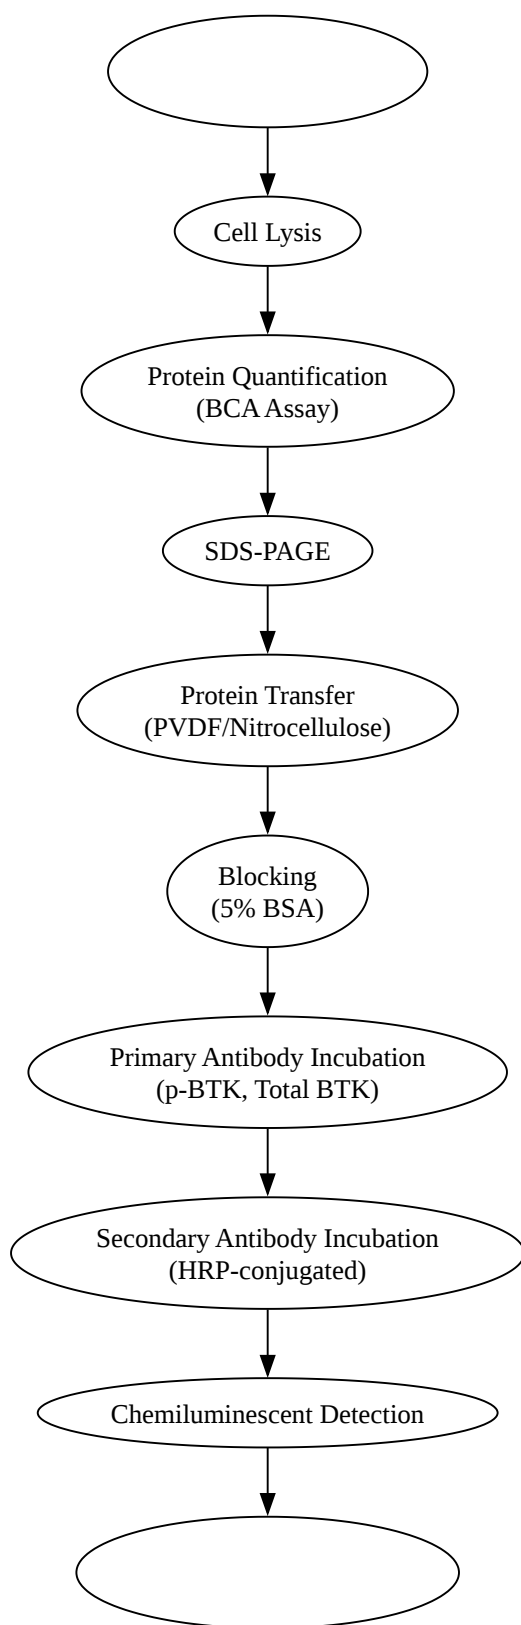 Cell Lysis
Protein Quantification
(BCA Assay)
SDS-PAGE
Protein Transfer
(PVDF/Nitrocellulose)
Blocking
(5% BSA)
Primary Antibody Incubation
(p-BTK, Total BTK)
Secondary Antibody Incubation
(HRP-conjugated)
Chemiluminescent Detection